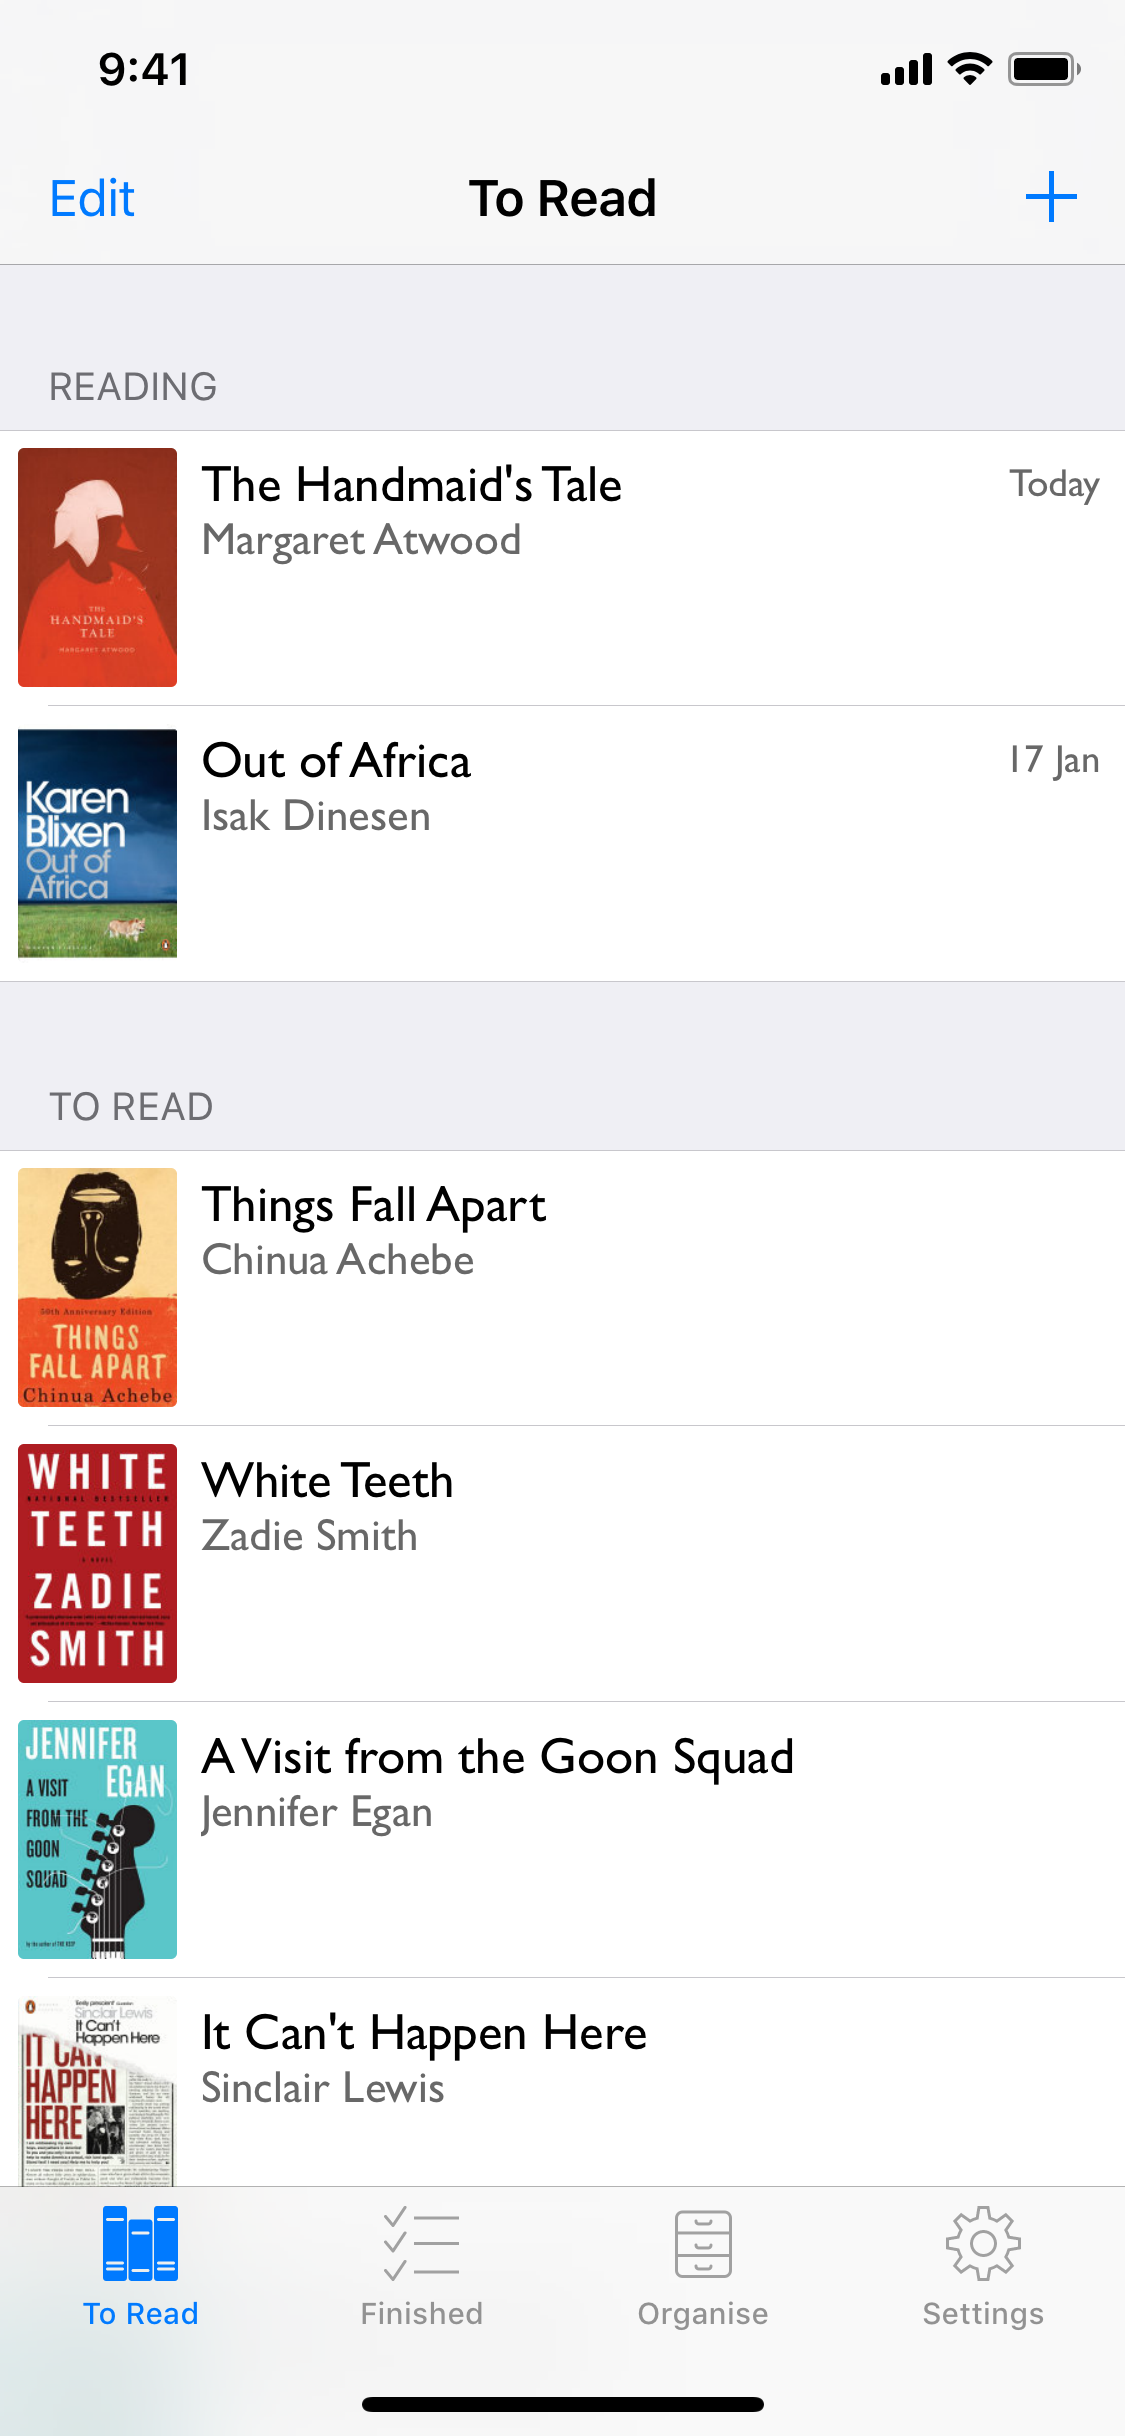 9:41
Edit
To Read
READING
THE
HANDMAID'S
TALE
MARGARET ATWOOD
The Handmaid's Tale
Today
Margaret Atwood
Karen
Blixen
Out of
Africa
Out of Africa
17 Jan
Isak Dinesen
TO READ
50th Anniversary Edition
THINGS
FALL APART
Chinua Achebe
Things Fall Apart
Chinua Achebe
WHITE
NATIONAL BESTSELLER
TEETH
A NOVEL
ZADIE
SMITH
White Teeth
Zadie Smith
JENNIFER
EGAN
A VISIT
FROM THE
GOON
SQUAD
A Visit from the Goon Squad
Jennifer Egan
Sinclair Lewis
It Can't
Happen Here
IT CAN'T
HAPPEN
HERE
It Can't Happen Here
Sinclair Lewis
To Read
Finished
Organise
Settings